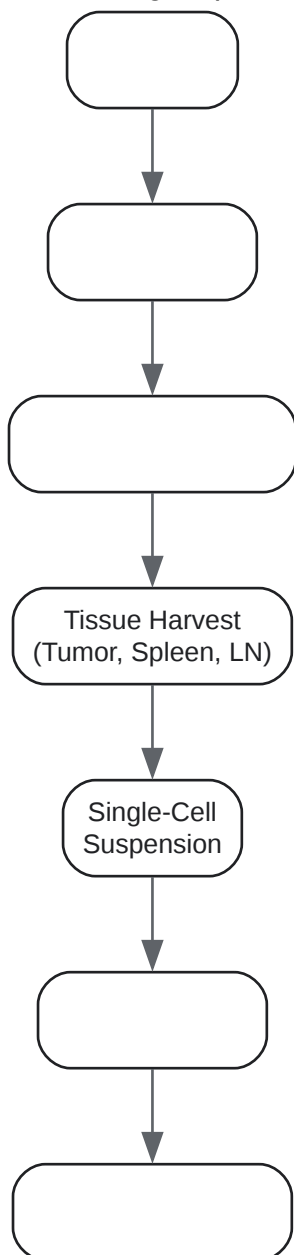 Tissue Harvest
(Tumor, Spleen, LN)
Single-Cell
Suspension